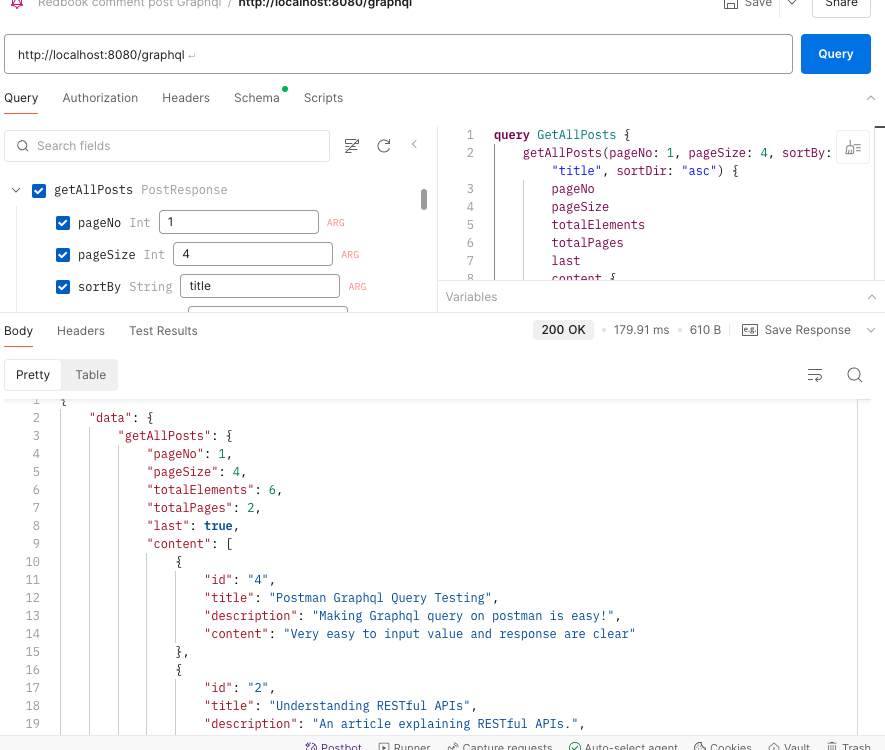 Redbook comment post Graphql / http://localhost:8080/graphql
Save
Share
http://localhost:8080/graphql
Query
Query
Authorization
Headers
Schema
Scripts
Search fields
getAllPosts PostResponse
pageNo Int 1 ARG
pageSize Int 4 ARG
sortBy String title ARG
1 query GetAllPosts {
2 getAllPosts(pageNo: 1, pageSize: 4, sortBy:
"title", sortDir: "asc") {
3 pageNo
4 pageSize
5 totalElements
6 totalPages
7 last
8 content {
Variables
Body
Headers
Test Results
200 OK
179.91 ms
610 B
e.g.
Save Response
Pretty
Table
1 {
2 "data": {
3 "getAllPosts": {
4 "pageNo": 1,
5 "pageSize": 4,
6 "totalElements": 6,
7 "totalPages": 2,
8 "last": true,
9 "content": [
10 {
11 "id": "4",
12 "title": "Postman Graphql Query Testing",
13 "description": "Making Graphql query on postman is easy!",
14 "content": "Very easy to input value and response are clear"
15 },
16 {
17 "id": "2",
18 "title": "Understanding RESTful APIs",
19 "description": "An article explaining RESTful APIs.",
Postbot
Runner
Capture requests
Auto-select agent
Cookies
Vault
Trash